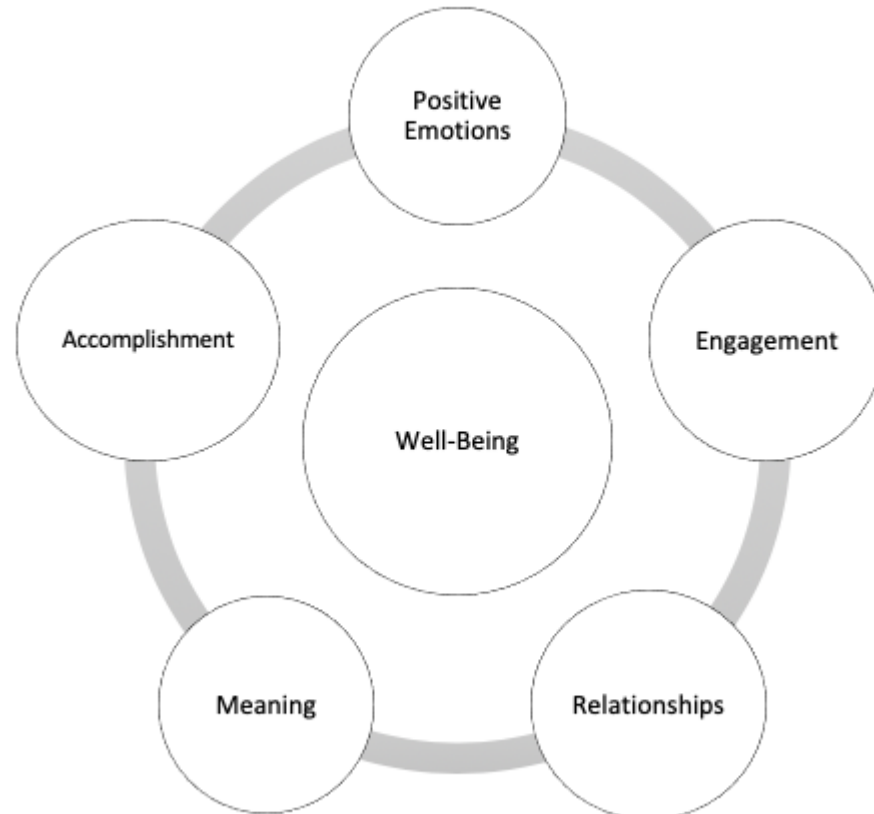 Positive
Emotions
Accomplishment
Engagement
Well-Being
Meaning
Relationships